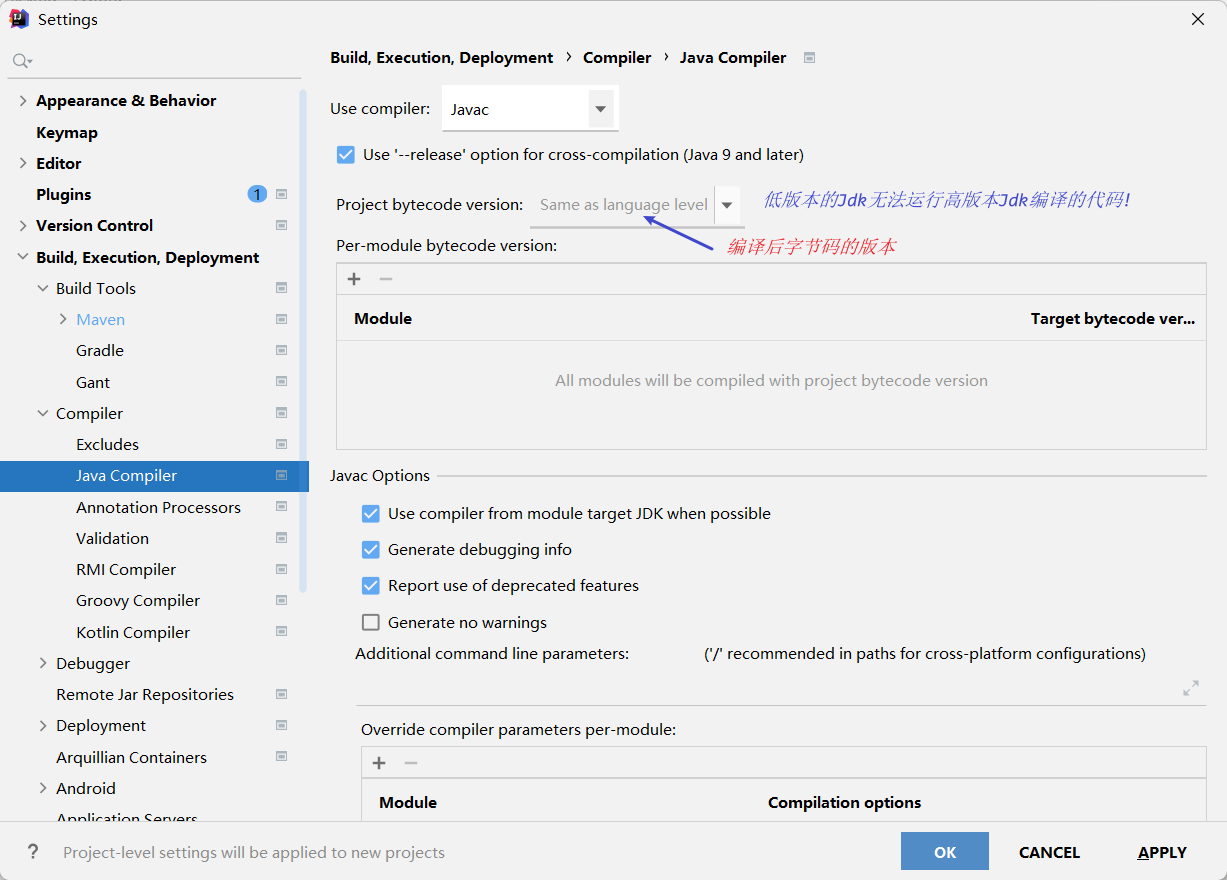 Settings
Build, Execution, Deployment › Compiler › Java Compiler
Appearance & Behavior
Keymap
Editor
Plugins 1
Version Control
Build, Execution, Deployment
Build Tools
Maven
Gradle
Gant
Compiler
Excludes
Java Compiler
Annotation Processors
Validation
RMI Compiler
Groovy Compiler
Kotlin Compiler
Debugger
Remote Jar Repositories
Deployment
Arquillian Containers
Android
Application Servers
Use compiler: Javac
Use '--release' option for cross-compilation (Java 9 and later)
Project bytecode version: Same as language level 低版本的Jdk无法运行高版本Jdk编译的代码!
编译后字节码的版本
Per-module bytecode version:
Module Target bytecode ver...
All modules will be compiled with project bytecode version
Javac Options
Use compiler from module target JDK when possible
Generate debugging info
Report use of deprecated features
Generate no warnings
Additional command line parameters: ('/' recommended in paths for cross-platform configurations)
Override compiler parameters per-module:
Module Compilation options
? Project-level settings will be applied to new projects
OK CANCEL APPLY